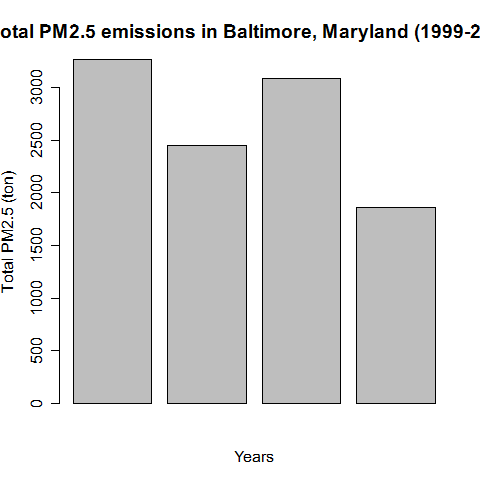 otal PM2.5 emissions in Baltimore, Maryland (1999-2
3000
2500
2000
1500
1000
500
0
Total PM2.5 (ton)
Years